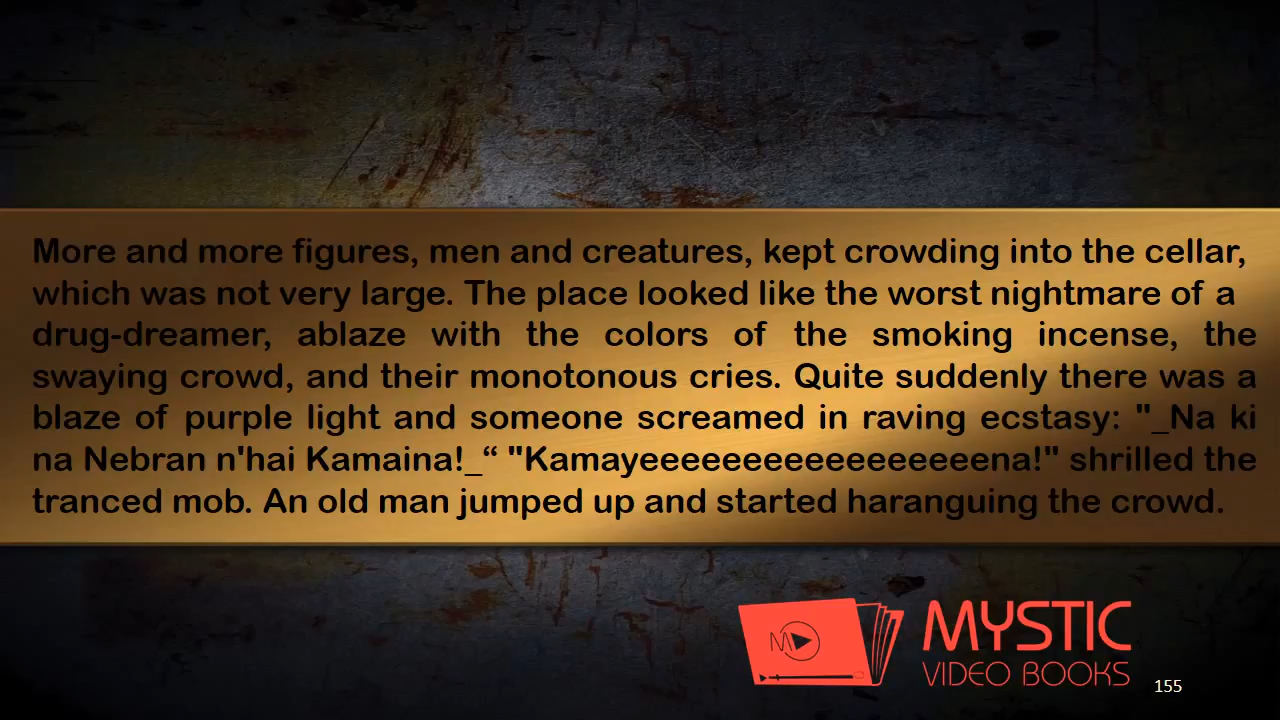 More and more figures, men and creatures, kept crowding into the cellar,
which was not very large. The place looked like the worst nightmare of a
drug-dreamer, ablaze with the colors of the smoking incense, the
swaying crowd, and their monotonous cries. Quite suddenly there was a
blaze of purple light and someone screamed in raving ecstasy: "_Na ki
na Nebran n'hai Kamaina!_“ "Kamayeeeeeeeeeeeeeeeeena!" shrilled the
tranced mob. An old man jumped up and started haranguing the crowd.
MYSTIC
VIDEO BOOKS
155